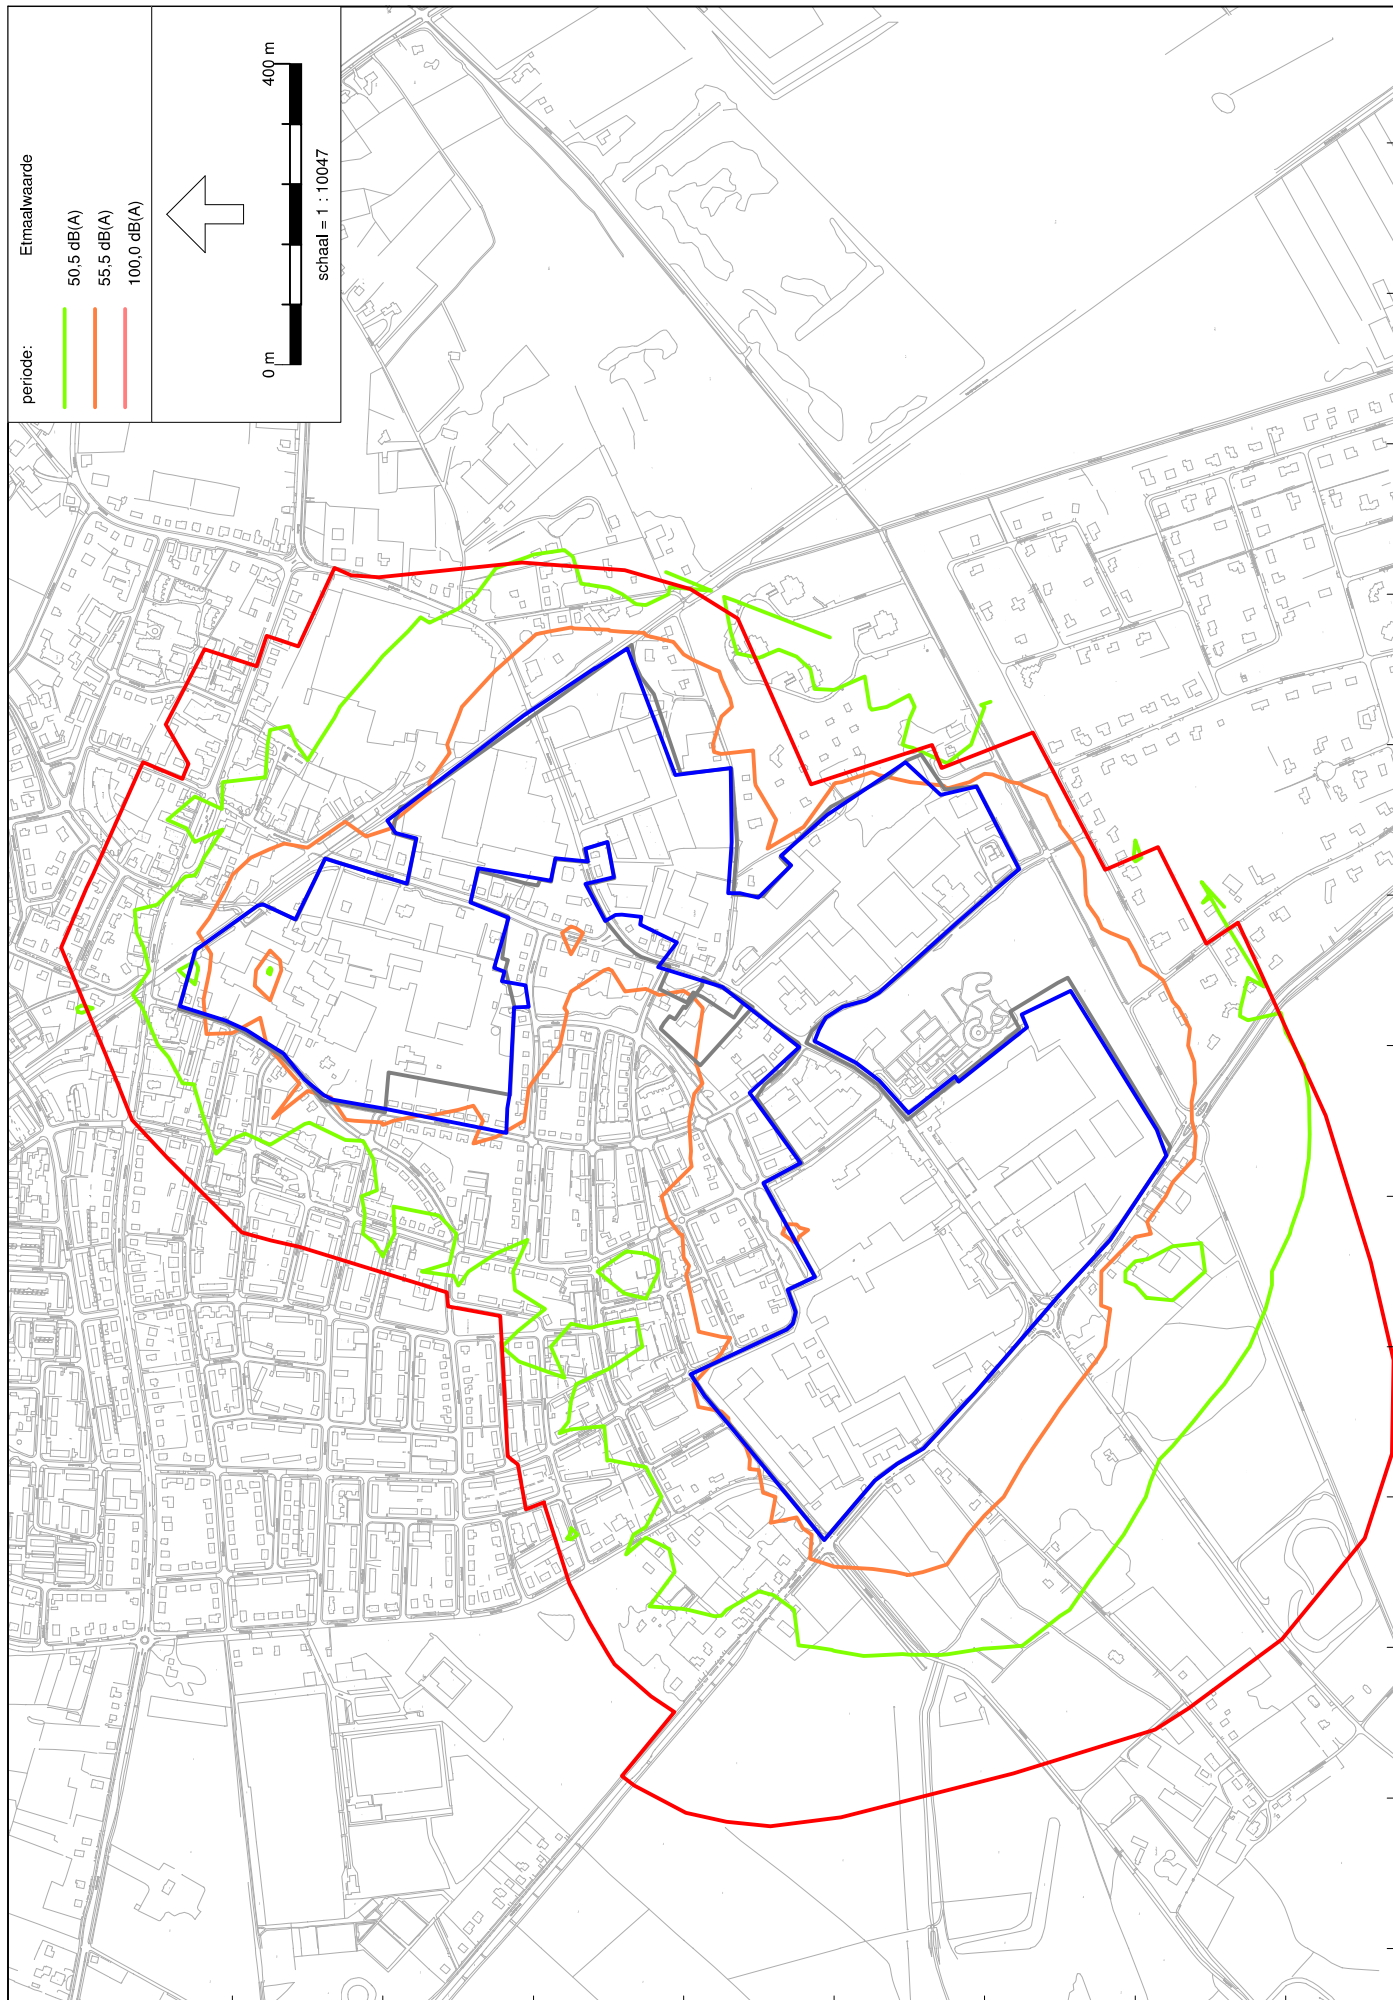 periode: Etmaalwaarde
50,5 dB(A)
55,5 dB(A)
100,0 dB(A)
0 m 400 m
schaal = 1 : 10047